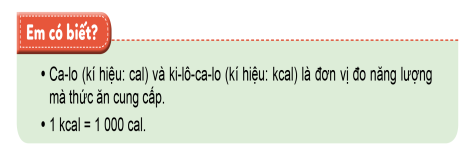 Em có biết?
• Ca-lo (kí hiệu: cal) và ki-lô-ca-lo (kí hiệu: kcal) là đơn vị đo năng lượng
mà thức ăn cung cấp.
• 1 kcal = 1 000 cal.